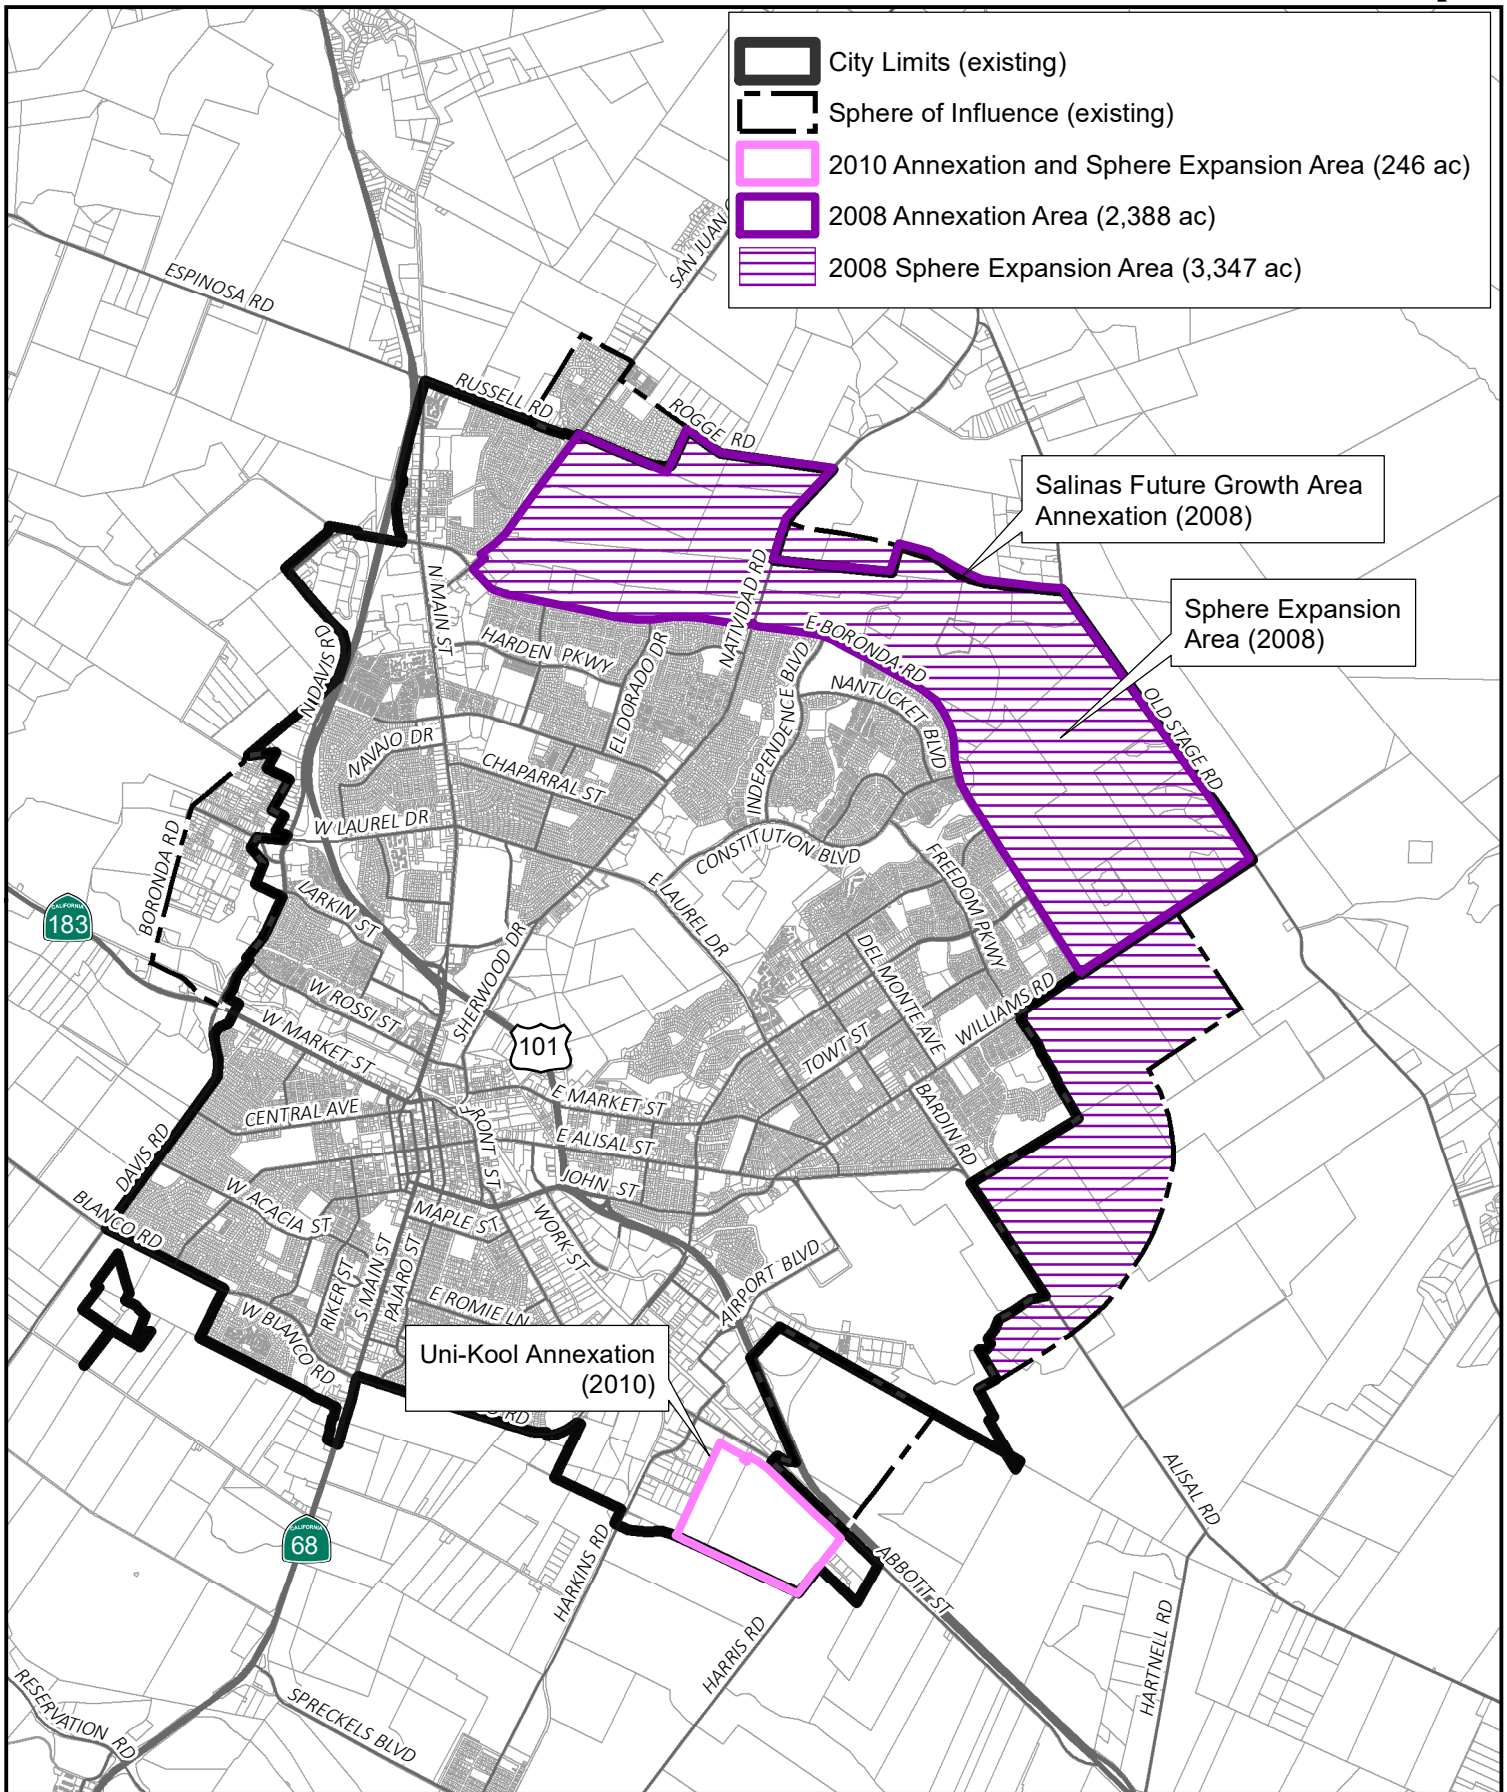 City Limits (existing)
Sphere of Influence (existing)
2010 Annexation and Sphere Expansion Area (246 ac)
2008 Annexation Area (2,388 ac)
2008 Sphere Expansion Area (3,347 ac)
SAN JUAN
ESPINOSA RD
RUSSELL RD
ROGGE RD
Salinas Future Growth Area
Annexation (2008)
Sphere Expansion
Area (2008)
N MAIN ST
NATIVIDAD RD
E BORONDA RD
HARDEN PKWY
EL DORADO DR
INDEPENDENCE BLVD
NANTUCKET BLVD
N DAVIS RD
OLD STAGE RD
NAVAJO DR
CHAPARRAL ST
W LAUREL DR
CONSTITUTION BLVD
BORONDA RD
FREEDOM PKWY
E LAUREL DR
LARKIN ST
CALIFORNIA
183
SHERWOOD DR
DEL MONTE AVE
W ROSSI ST
WILLIAMS RD
W MARKET ST
101
TOWT ST
E MARKET ST
BARDIN RD
CENTRAL AVE
RONT ST
E ALISAL ST
DAVIS RD
JOHN ST
W ACACIA ST
MAPLE ST
BLANCO RD
WORK ST
RIKER ST
S MAIN ST
PAJARO ST
AIRPORT BLVD
E ROMIE LN
W BLANCO RD
Uni-Kool Annexation
(2010)
RD
ALISAL RD
CALIFORNIA
68
HARKINS RD
ABBOTT ST
HARRIS RD
HARTNELL RD
RESERVATION RD
SPRECKELS BLVD